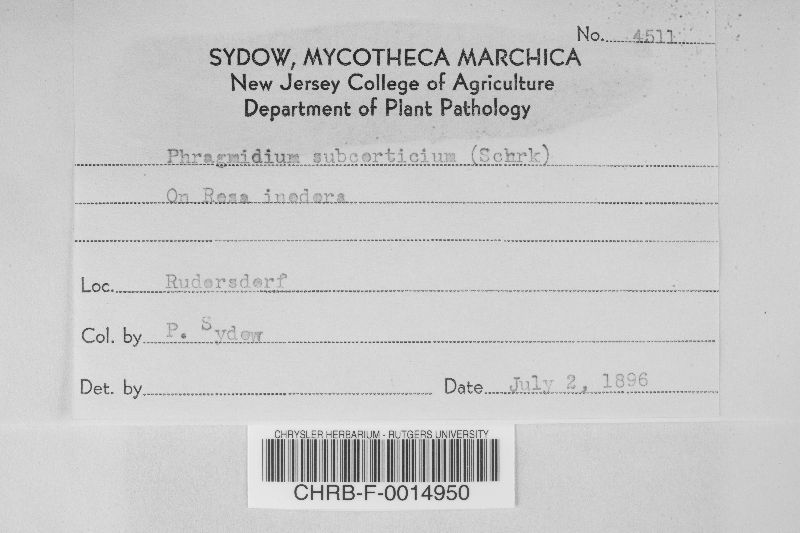 No. 4511
SYDOW, MYCOTHECA MARCHICA
New Jersey College of Agriculture
Department of Plant Pathology
Phragmidium subcorticium (Schrk)
On Rosa inodora
Loc. Rudersdorf
Col. by P. Sydow
Det. by
Date July 2, 1896
CHRYSLER HERBARIUM - RUTGERS UNIVERSITY
CHRB-F-0014950